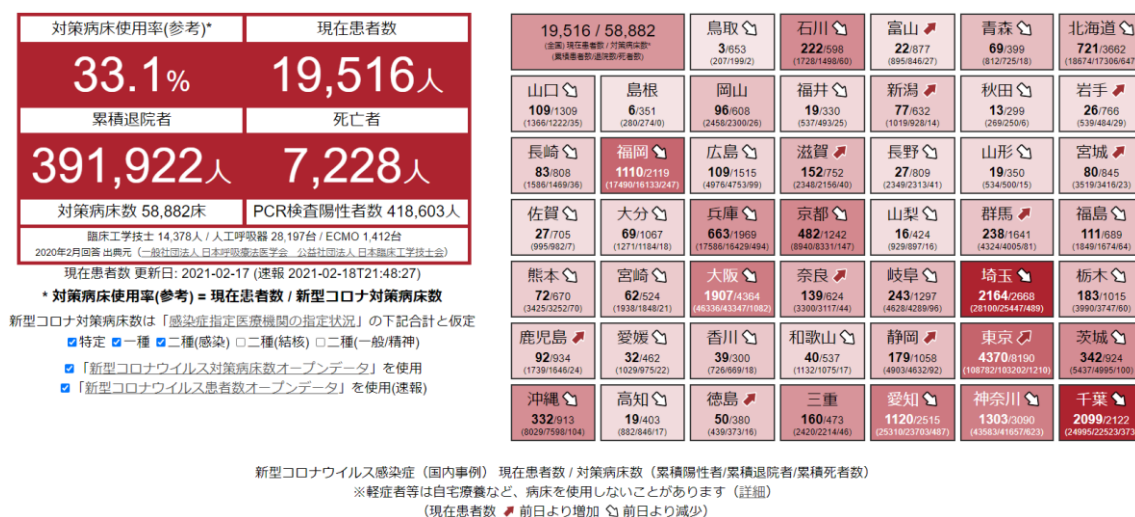 対策病床使用率(参考)*
現在患者数
33.1%
19,516人
累積退院者
死亡者
391,922人
7,228人
対策病床数 58,882床
PCR検査陽性者数 418,603人
臨床工学技士 14,378人 / 人工呼吸器 28,197台 / ECMO 1,412台
2020年2月回答 出典元（一般社団法人 日本呼吸療法医学会　公益社団法人 日本臨床工学技士会）
現在患者数 更新日: 2021-02-17 (速報 2021-02-18T21:48:27)
* 対策病床使用率(参考) = 現在患者数 / 新型コロナ対策病床数
新型コロナ対策病床数は「感染症指定医療機関の指定状況」の下記合計と仮定
特定 一種 二種(感染) 二種(結核) 二種(一般/精神)
「新型コロナウイルス対策病床数オープンデータ」を使用
「新型コロナウイルス患者数オープンデータ」を使用(速報)
19,516 / 58,882
(全国) 現在患者数 / 対策病床数*
(累積患者数/退院数/死者数)
鳥取
3/653
(207/199/2)
石川
222/598
(1728/1498/60)
富山
22/877
(895/846/27)
青森
69/399
(812/725/18)
北海道
721/3662
(18674/17306/647)
山口
109/1309
(1366/1222/35)
島根
6/351
(280/274/0)
岡山
96/608
(2458/2300/26)
福井
19/330
(537/493/25)
新潟
77/632
(1019/928/14)
秋田
13/299
(269/250/6)
岩手
26/766
(539/484/29)
長崎
83/808
(1586/1469/36)
福岡
1110/2119
(17490/16133/247)
広島
109/1515
(4976/4753/99)
滋賀
152/752
(2348/2156/40)
長野
27/809
(2349/2313/41)
山形
19/350
(534/500/15)
宮城
80/845
(3519/3416/23)
佐賀
27/705
(995/982/7)
大分
69/1067
(1271/1184/18)
兵庫
663/1969
(17586/16429/494)
京都
482/1242
(8940/8331/147)
山梨
16/424
(929/897/16)
群馬
238/1641
(4324/4005/81)
福島
111/689
(1849/1674/64)
熊本
72/670
(3425/3252/70)
宮崎
62/524
(1938/1848/21)
大阪
1907/4364
(46336/43347/1082)
奈良
139/624
(3300/3117/44)
岐阜
243/1297
(4628/4289/96)
埼玉
2164/2668
(28100/25447/489)
栃木
183/1015
(3990/3747/60)
鹿児島
92/934
(1739/1646/24)
愛媛
32/462
(1029/975/22)
香川
39/300
(726/669/18)
和歌山
40/537
(1132/1075/17)
静岡
179/1058
(4903/4632/92)
東京
4370/8190
(108782/103202/1210)
茨城
342/924
(5437/4995/100)
沖縄
332/913
(8029/7598/104)
高知
19/403
(882/846/17)
徳島
50/380
(439/373/16)
三重
160/473
(2420/2214/46)
愛知
1120/2515
(25310/23703/487)
神奈川
1303/3090
(43583/41657/623)
千葉
2099/2122
(24995/22523/373)
新型コロナウイルス感染症（国内事例） 現在患者数 / 対策病床数（累積陽性者/累積退院者/累積死者数）
※軽症者等は自宅療養など、病床を使用しないことがあります（詳細）
（現在患者数 前日より増加 前日より減少）